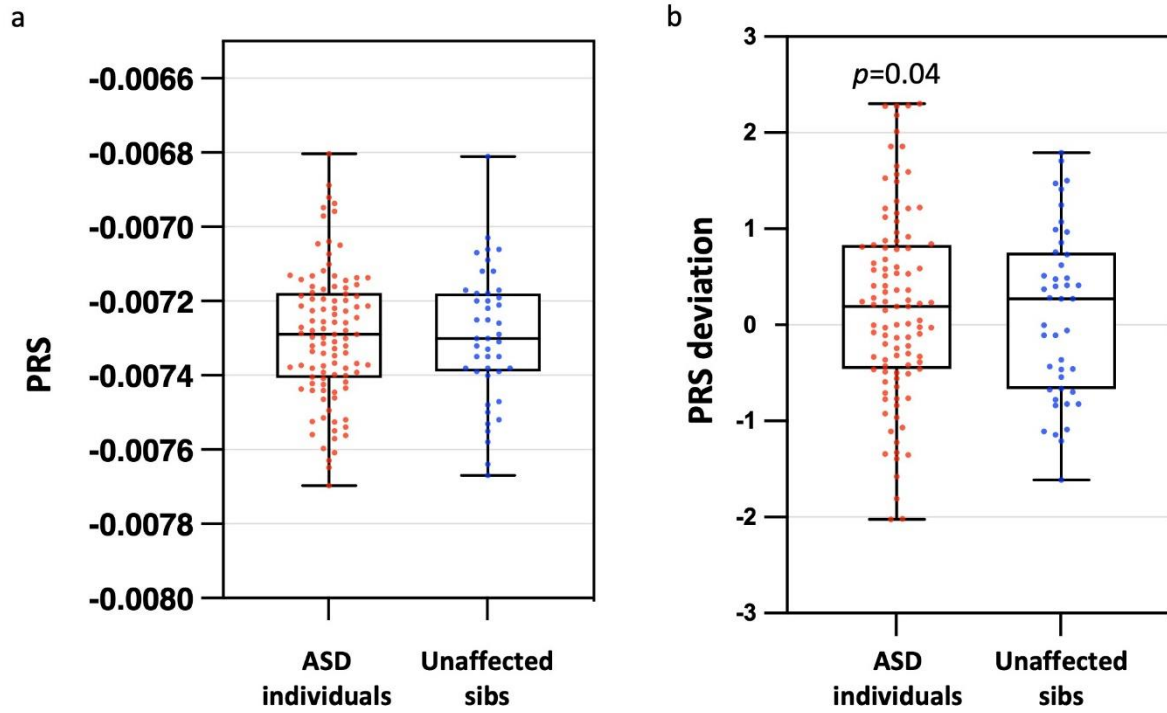 a
-0.0066
-0.0068
-0.0070
-0.0072
-0.0074
-0.0076
-0.0078
-0.0080
PRS
ASD
individuals
Unaffected
sibs
b
3
2
1
0
-1
-2
-3
PRS deviation
p=0.04
ASD
individuals
Unaffected
sibs